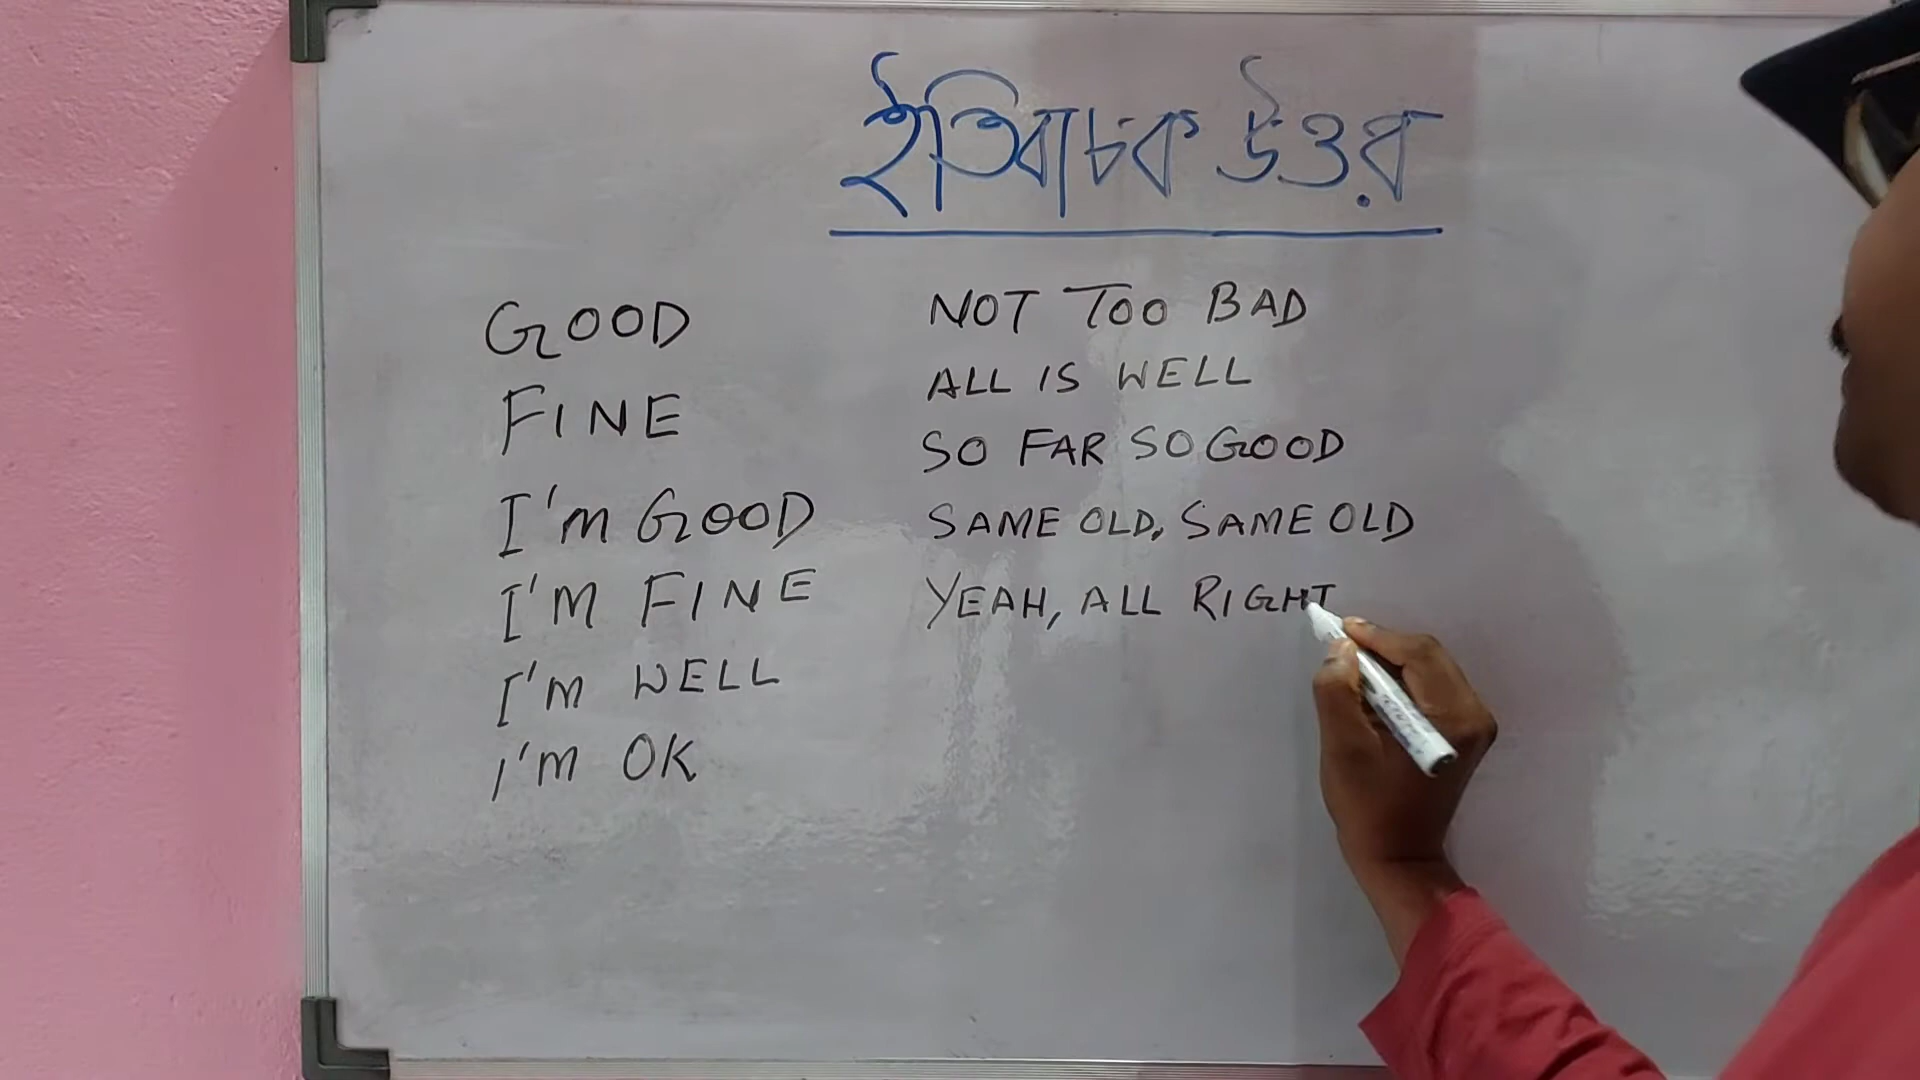 ইতিবাচক উত্তর
GOOD
FINE
I'm GOOD
I'M FINE
I'm WELL
I'M OK
NOT TOO BAD
ALL IS WELL
SO FAR SO GOOD
SAME OLD, SAME OLD
YEAH, ALL RIGHT